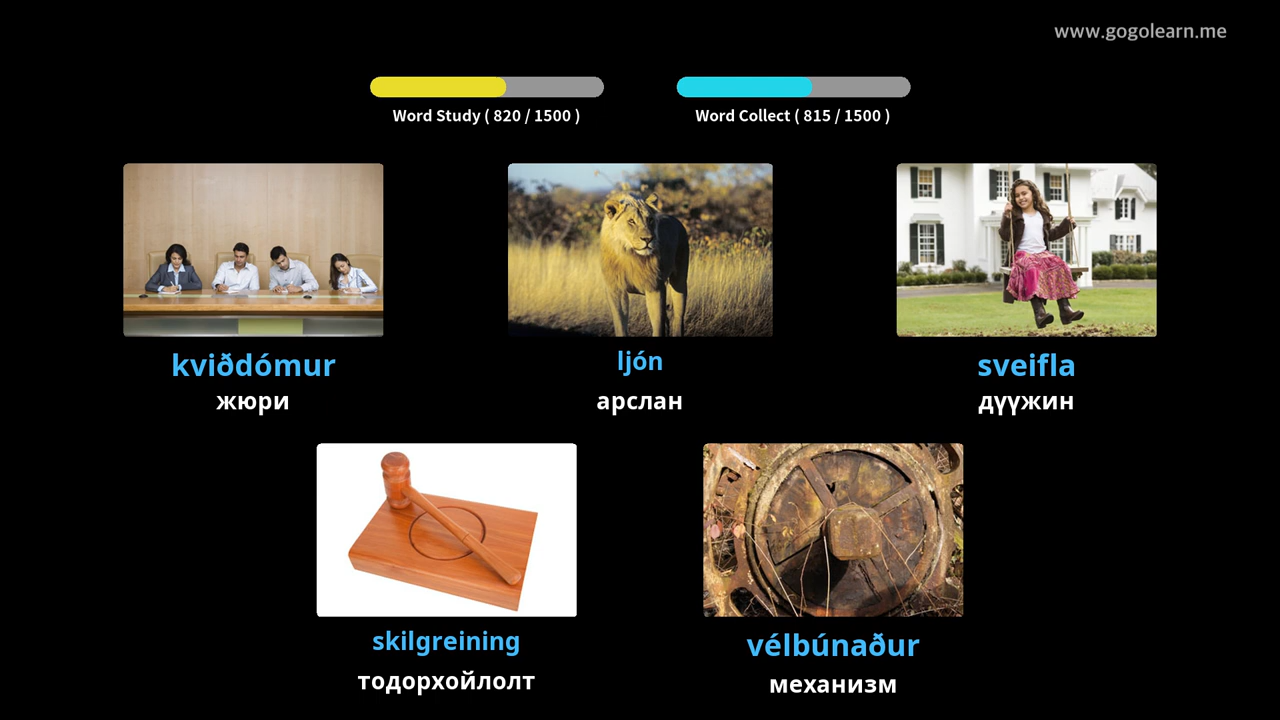 www.gogolearn.me
Word Study ( 820 / 1500 )
Word Collect ( 815 / 1500 )
kviðdómur
жюри
ljón
арслан
sveifla
дүүжин
skilgreining
тодорхойлолт
vélbúnaður
механизм